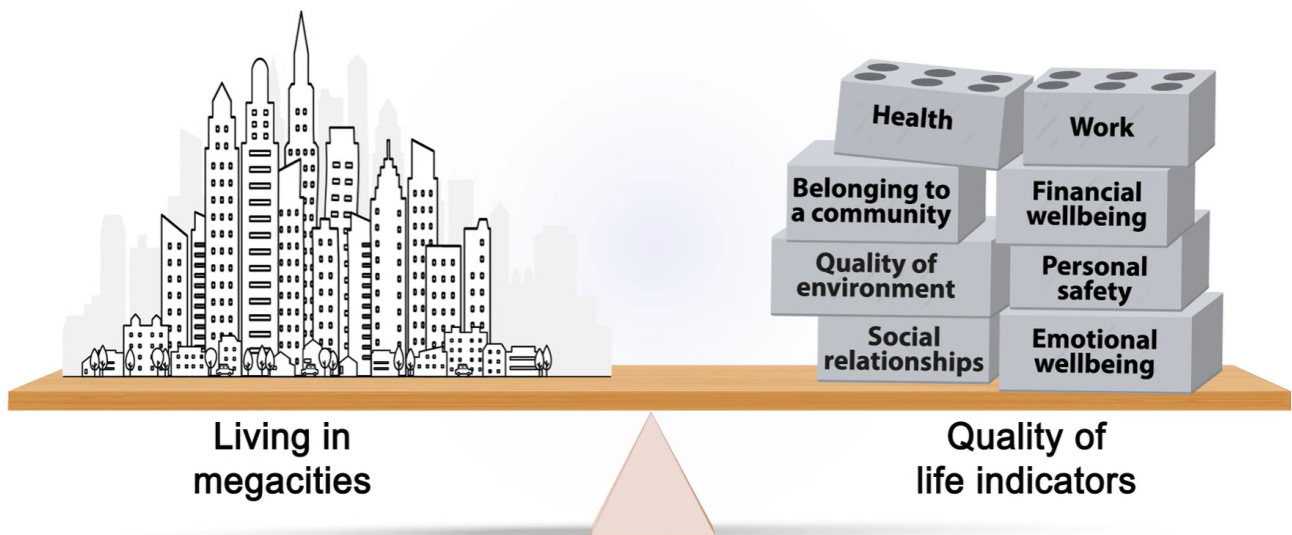 Health
Work
Belonging to
a community
Financial
wellbeing
Quality of
environment
Personal
safety
Social
relationships
Emotional
wellbeing
Living in
megacities
Quality of
life indicators